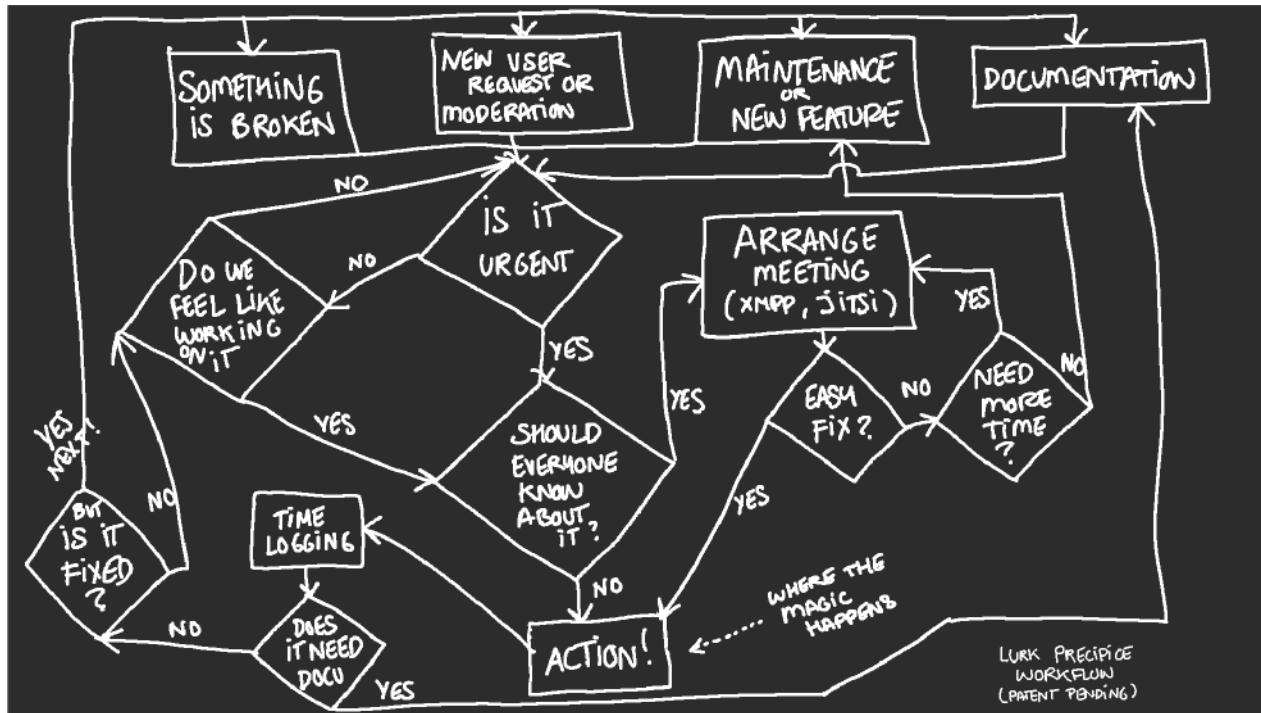 SOMETHING
iS BROKEN
NEW USER
REQUEST OR
MODERATION
MAiNTENANCE
OR
NEW FEATURE
DOCUMENTATiON
NO
iS iT
URGENT
NO
DO WE
FEEL LiKE
WORKiNG
ON iT
ARRANGE
MEETiNG
(XMPP, JiTSi)
YES
YES
YES
NO
EASY
FiX?
NO
NEED
MORE
TiME
?
YES
SHOULD
EVERYONE
KNOW
ABOUT
iT?
YES
YES
NEXT!
NO
BUT
iS iT
FiXED
?
TiME
LOGGiNG
NO
WHERE THE
MAGiC
HAPPENS
NO
DOES
iT NEED
DOCU
YES
ACTiON!
LURK PRECiPiCE
WORKFLOW
(PATENT PENDiNG)